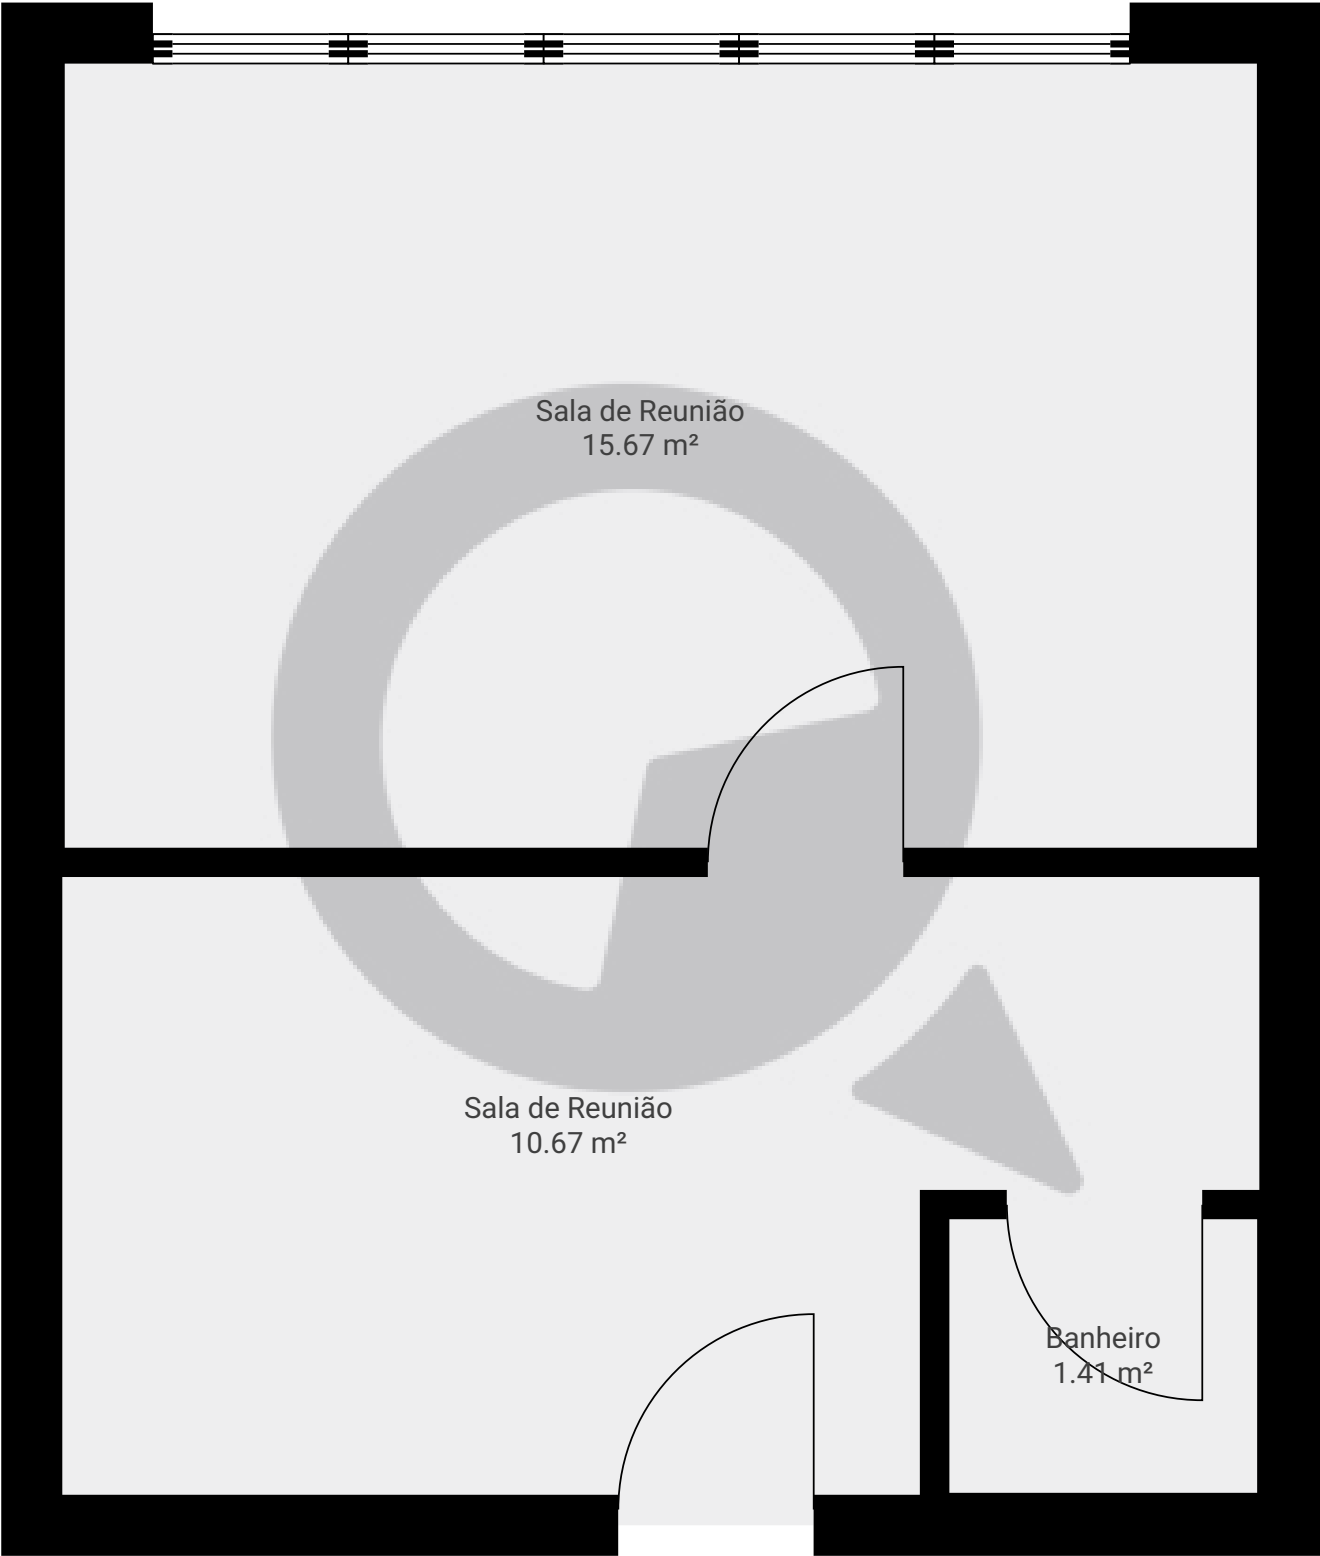 Sala de Reunião
15.67 m²
Sala de Reunião
10.67 m²
Banheiro
1.41 m²